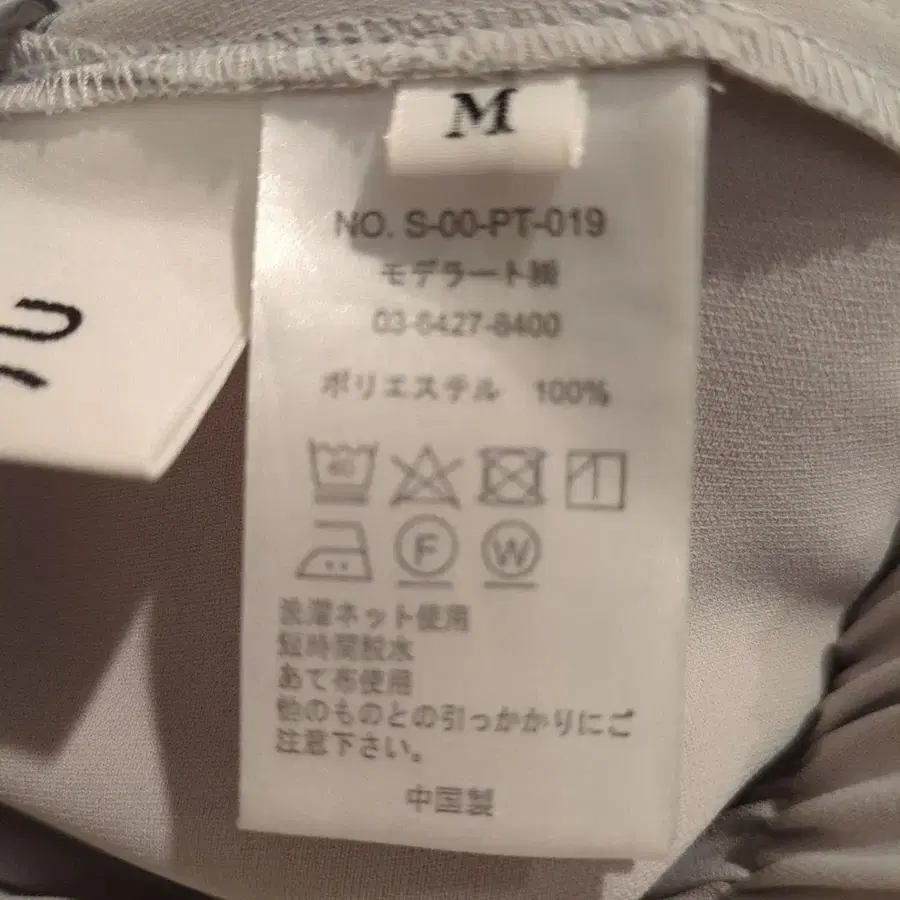 M
NO. S-00-PT-019
モデラート㈱
03-6427-8400
ポリエステル 100%
40
F W
洗濯ネット使用
短時間脱水
あて布使用
他のものとの引っかかりにご
注意下さい。
中国製